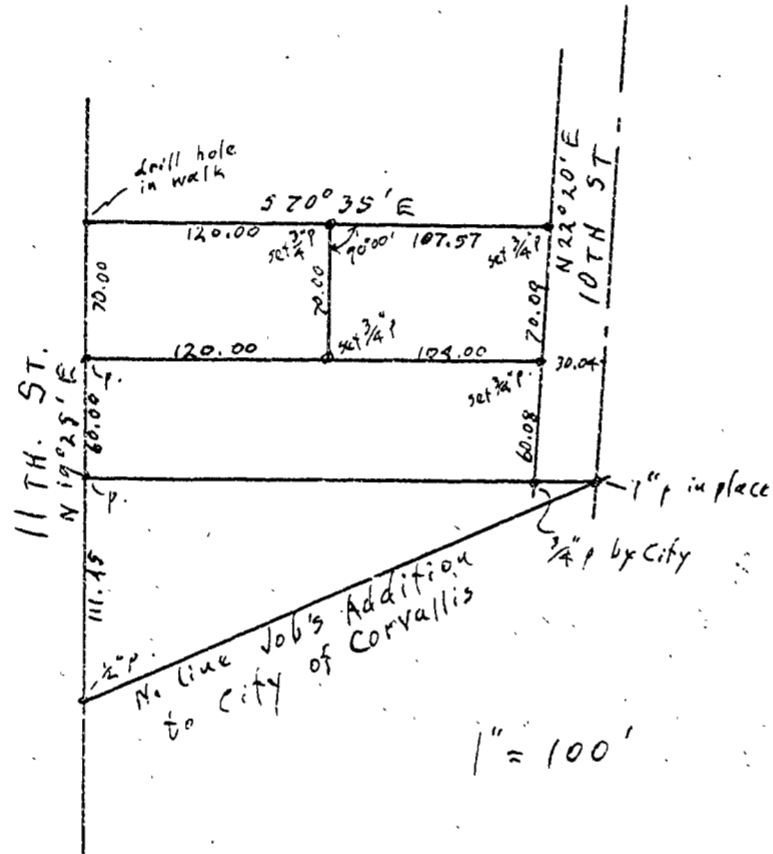 drill hole
in walk
S 70° 35' E
120.00
set 3/4" p
90°00'
107.57
set 3/4" p
N 22° 20' E
10TH ST
70.00
70.00
70.09
120.00
set 3/4" p
104.00
set 3/4" p.
30.04
11TH. ST.
N 19° 25' E
p.
60.00
60.08
p.
1" p in place
3/4" p by City
111.45
1/2" p.
N. line Job's Addition
to City of Corvallis
1" = 100'